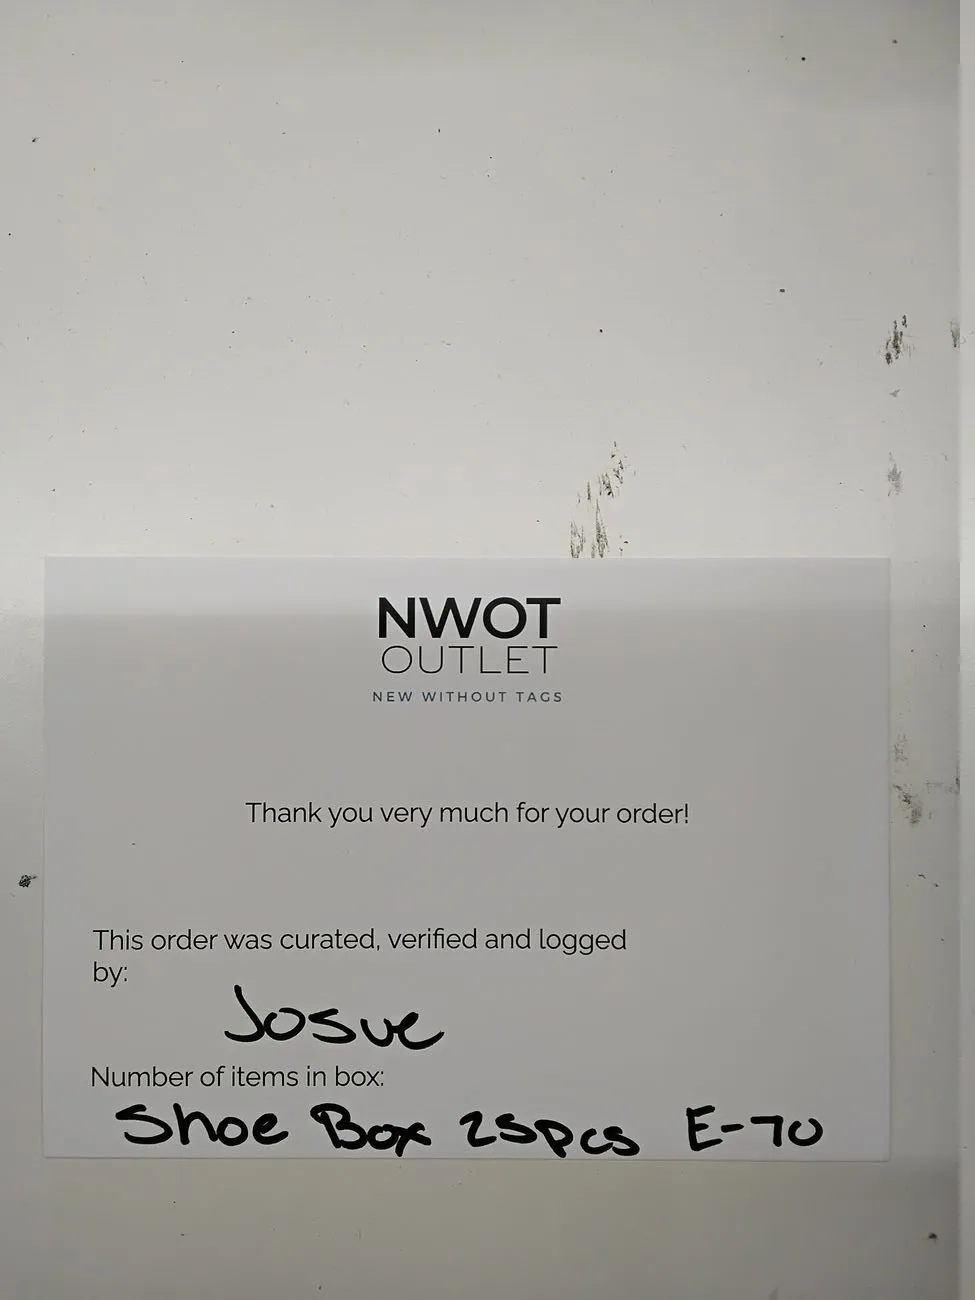 NWOT
OUTLET
NEW WITHOUT TAGS
Thank you very much for your order!
This order was curated, verified and logged
by:
Josue
Number of items in box:
Shoe Box 25pcs E-70